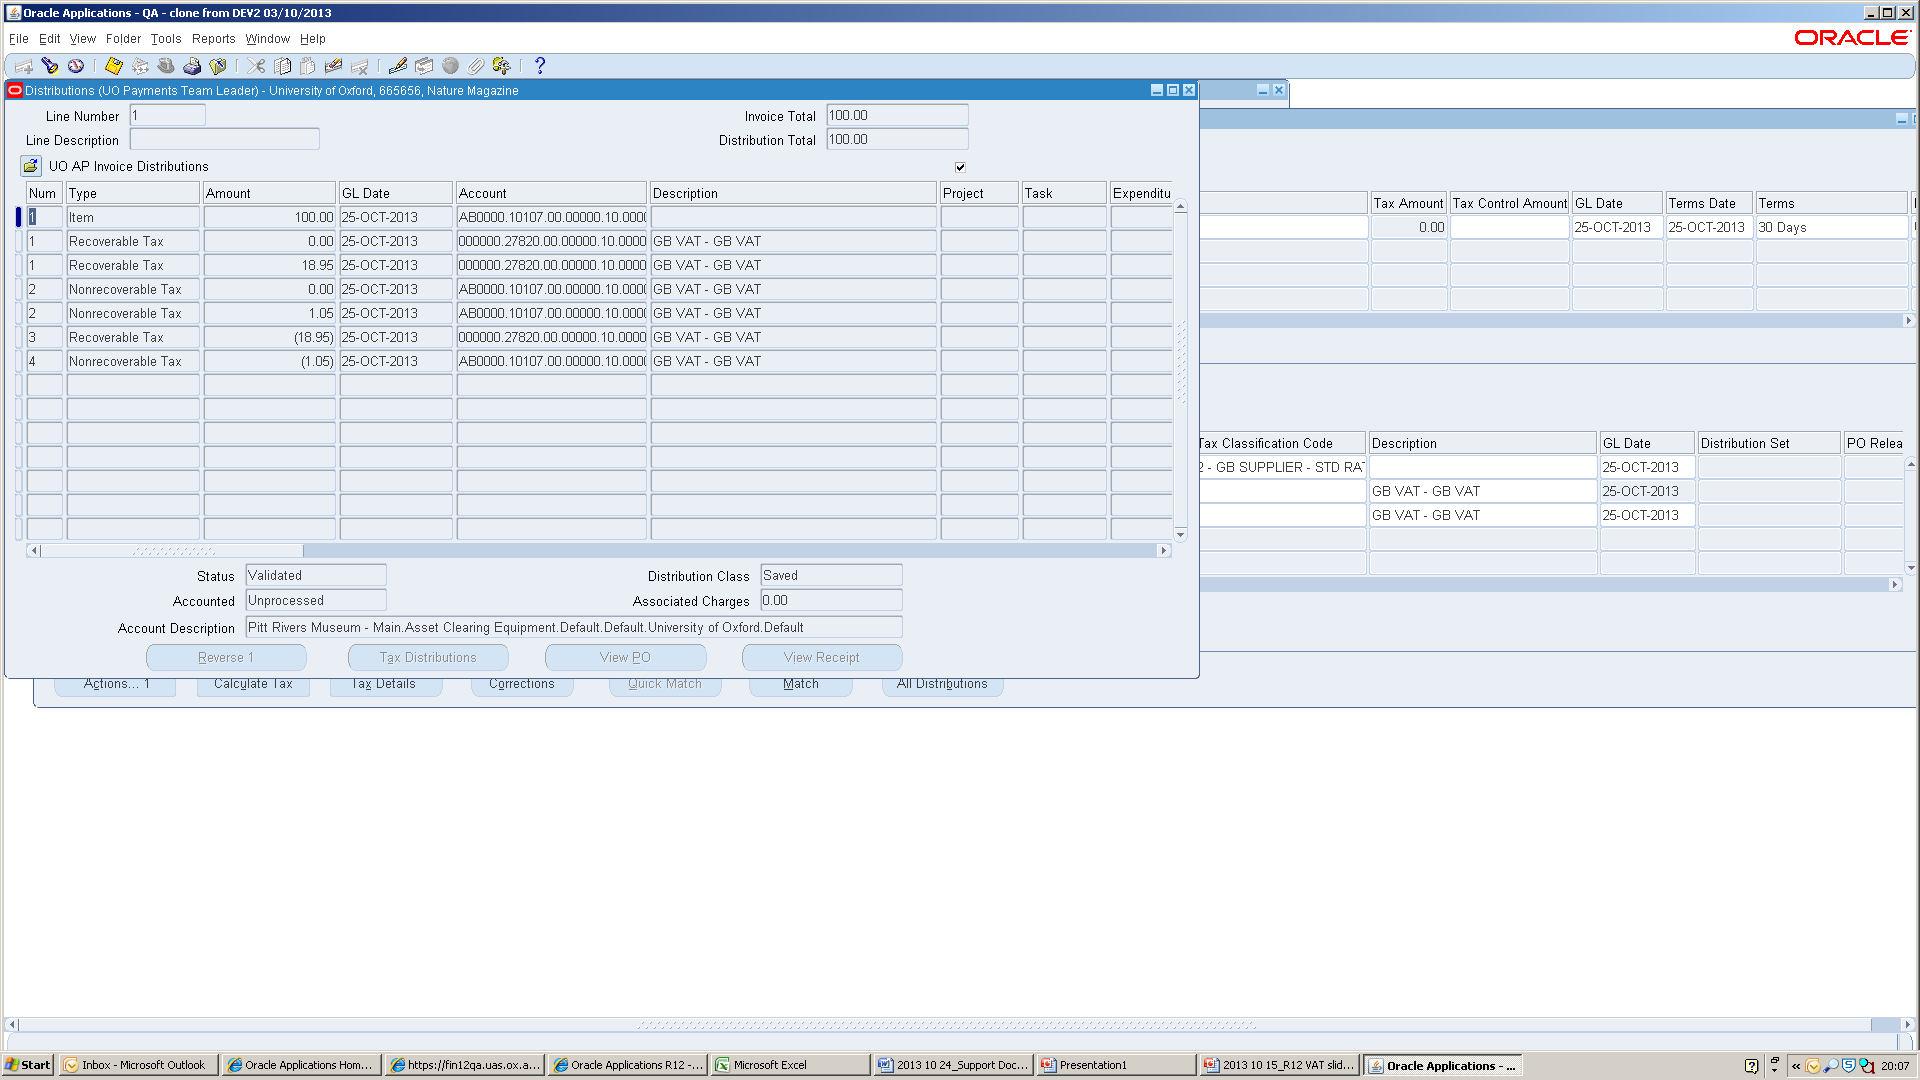 Oracle Applications - QA - clone from DEV2 03/10/2013
File Edit View Folder Tools Reports Window Help
ORACLE
Distributions (UO Payments Team Leader) - University of Oxford, 665656, Nature Magazine
Line Number 1
Invoice Total 100.00
Line Description
Distribution Total 100.00
UO AP Invoice Distributions
Num Type Amount GL Date Account Description Project Task Expenditu
1 Item 100.00 25-OCT-2013 AB0000.10107.00.00000.10.0000
1 Recoverable Tax 0.00 25-OCT-2013 000000.27820.00.00000.10.0000 GB VAT - GB VAT
1 Recoverable Tax 18.95 25-OCT-2013 000000.27820.00.00000.10.0000 GB VAT - GB VAT
2 Nonrecoverable Tax 0.00 25-OCT-2013 AB0000.10107.00.00000.10.0000 GB VAT - GB VAT
2 Nonrecoverable Tax 1.05 25-OCT-2013 AB0000.10107.00.00000.10.0000 GB VAT - GB VAT
3 Recoverable Tax (18.95) 25-OCT-2013 000000.27820.00.00000.10.0000 GB VAT - GB VAT
4 Nonrecoverable Tax (1.05) 25-OCT-2013 AB0000.10107.00.00000.10.0000 GB VAT - GB VAT
Tax Amount Tax Control Amount GL Date Terms Date Terms
0.00 25-OCT-2013 25-OCT-2013 30 Days
Tax Classification Code Description GL Date Distribution Set PO Relea
2 - GB SUPPLIER - STD RA 25-OCT-2013
GB VAT - GB VAT 25-OCT-2013
GB VAT - GB VAT 25-OCT-2013
Status Validated
Distribution Class Saved
Accounted Unprocessed
Associated Charges 0.00
Account Description Pitt Rivers Museum - Main.Asset Clearing Equipment.Default.Default.University of Oxford.Default
Reverse 1 Tax Distributions View PO View Receipt
Actions... 1 Calculate Tax Tax Details Corrections Quick Match Match All Distributions
Start Inbox - Microsoft Outlook Oracle Applications Hom... https://fin12qa.uas.ox.a... Oracle Applications R12 -... Microsoft Excel 2013 10 24_Support Doc... Presentation1 2013 10 15_R12 VAT slid... Oracle Applications - ... « 20:07